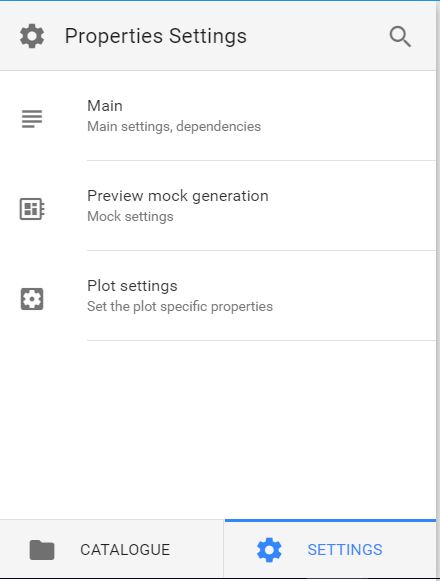 Properties Settings
Main
Main settings, dependencies
Preview mock generation
Mock settings
Plot settings
Set the plot specific properties
CATALOGUE
SETTINGS